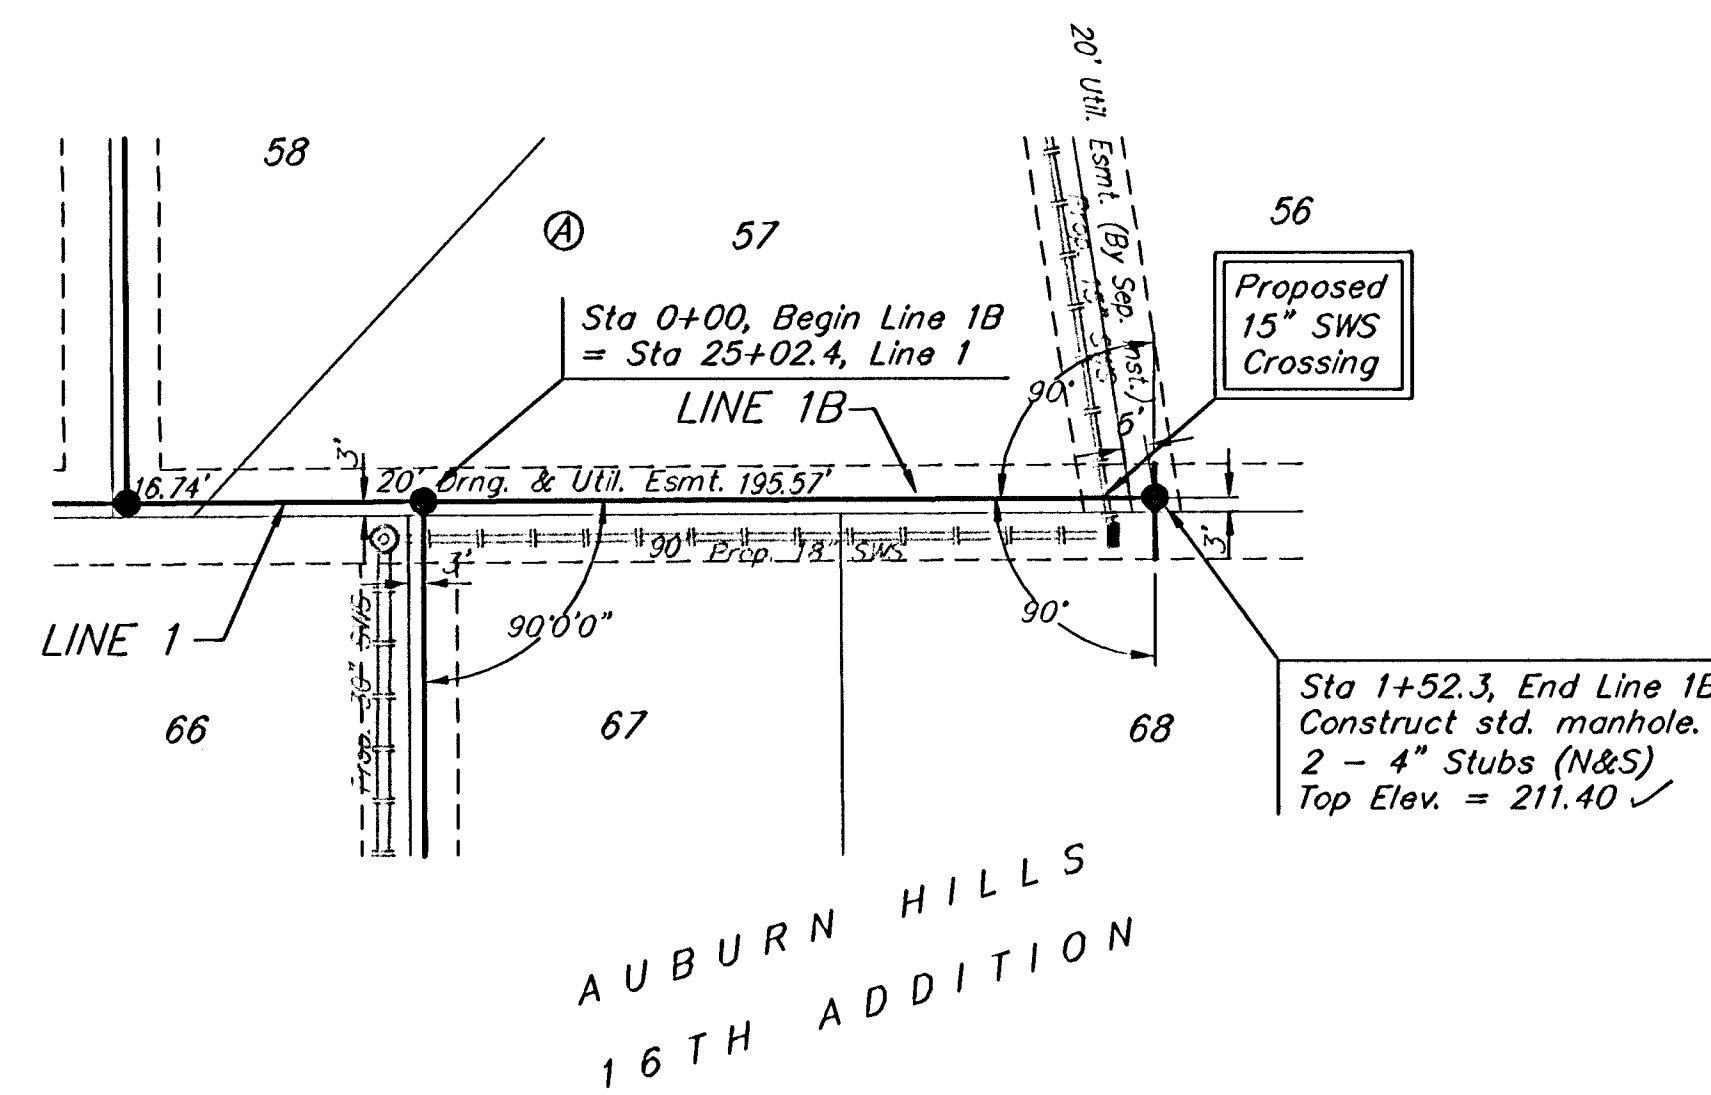 58
20' Util. Esmt. (By Sep. Inst.)
56
A
57
Proposed
15" SWS
Crossing
Sta 0+00, Begin Line 1B
= Sta 25+02.4, Line 1
LINE 1B
90°
3'
16.74'
20' Drng. & Util. Esmt. 195.57'
90
Prop. 18" SWS
3'
3'
LINE 1
90°0'0"
90°
Prop. 30" SWS
66
67
68
Sta 1+52.3, End Line 1B
Construct std. manhole.
2 - 4" Stubs (N&S)
Top Elev. = 211.40 ✓
AUBURN HILLS
16TH ADDITION